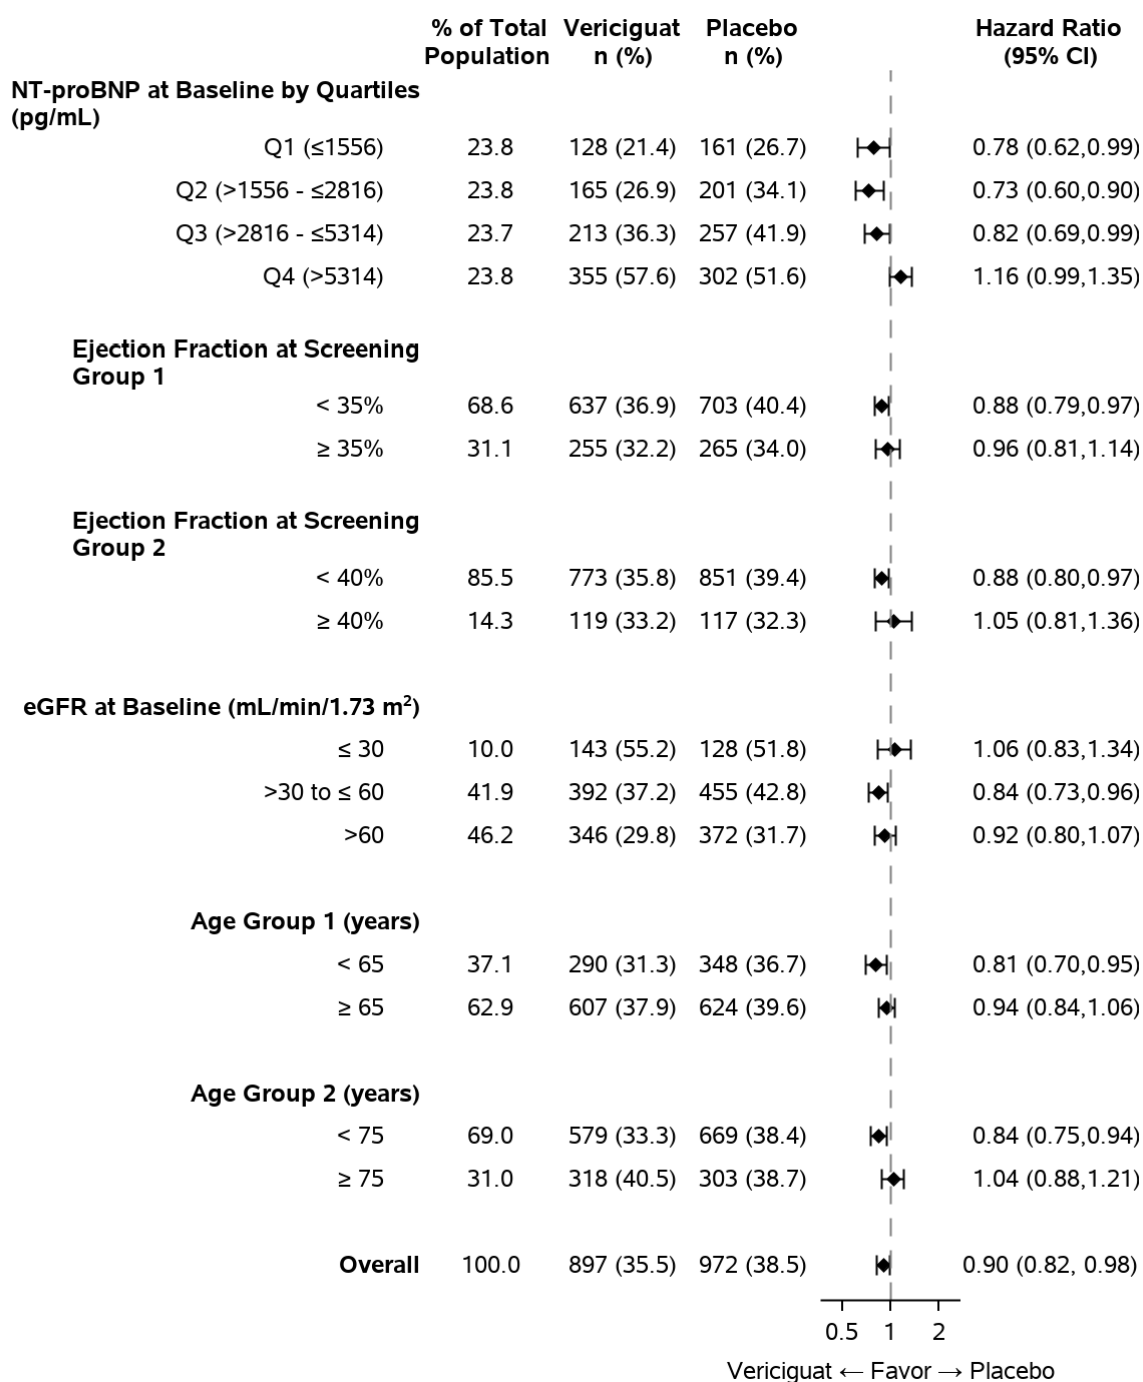 % of Total Vericiguat Placebo Hazard Ratio
Population n (%) n (%) (95% CI)
NT-proBNP at Baseline by Quartiles
(pg/mL)
Q1 (≤1556) 23.8 128 (21.4) 161 (26.7) 0.78 (0.62,0.99)
Q2 (>1556 - ≤2816) 23.8 165 (26.9) 201 (34.1) 0.73 (0.60,0.90)
Q3 (>2816 - ≤5314) 23.7 213 (36.3) 257 (41.9) 0.82 (0.69,0.99)
Q4 (>5314) 23.8 355 (57.6) 302 (51.6) 1.16 (0.99,1.35)
Ejection Fraction at Screening
Group 1
< 35% 68.6 637 (36.9) 703 (40.4) 0.88 (0.79,0.97)
≥ 35% 31.1 255 (32.2) 265 (34.0) 0.96 (0.81,1.14)
Ejection Fraction at Screening
Group 2
< 40% 85.5 773 (35.8) 851 (39.4) 0.88 (0.80,0.97)
≥ 40% 14.3 119 (33.2) 117 (32.3) 1.05 (0.81,1.36)
eGFR at Baseline (mL/min/1.73 m²)
≤ 30 10.0 143 (55.2) 128 (51.8) 1.06 (0.83,1.34)
>30 to ≤ 60 41.9 392 (37.2) 455 (42.8) 0.84 (0.73,0.96)
>60 46.2 346 (29.8) 372 (31.7) 0.92 (0.80,1.07)
Age Group 1 (years)
< 65 37.1 290 (31.3) 348 (36.7) 0.81 (0.70,0.95)
≥ 65 62.9 607 (37.9) 624 (39.6) 0.94 (0.84,1.06)
Age Group 2 (years)
< 75 69.0 579 (33.3) 669 (38.4) 0.84 (0.75,0.94)
≥ 75 31.0 318 (40.5) 303 (38.7) 1.04 (0.88,1.21)
Overall 100.0 897 (35.5) 972 (38.5) 0.90 (0.82, 0.98)
0.5 1 2
Vericiguat ← Favor → Placebo